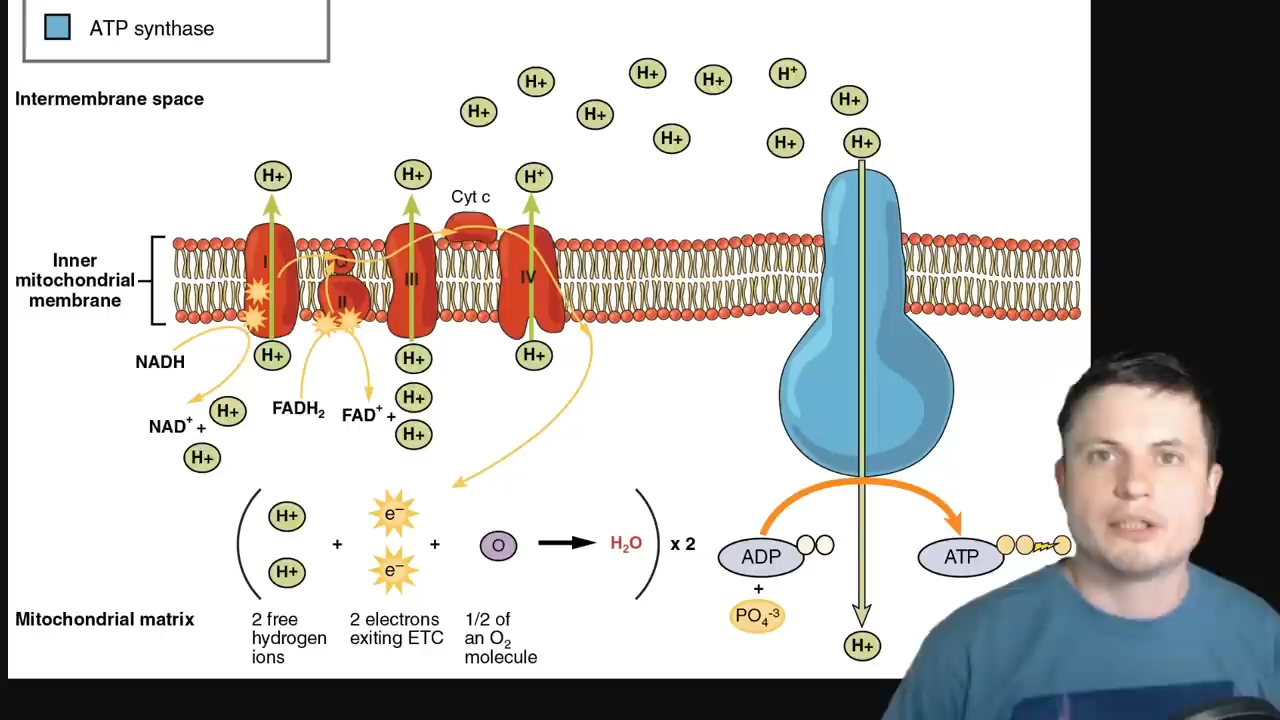 ATP synthase
Intermembrane space
H+ H+ H+ H⁺ H+
H+ H+ H+ H+ H+
H+ H+ H⁺
Cyt c
Inner
mitochondrial
membrane
I Q II III IV
NADH
H+ H+ H+
NAD⁺ + H+
H+
FADH₂
FAD⁺ + H+
H+
( H+ + e⁻ + O → H₂O ) x 2
H+ e⁻
ADP
+
PO₄⁻³
ATP
H+
Mitochondrial matrix
2 free
hydrogen
ions
2 electrons
exiting ETC
1/2 of
an O₂
molecule